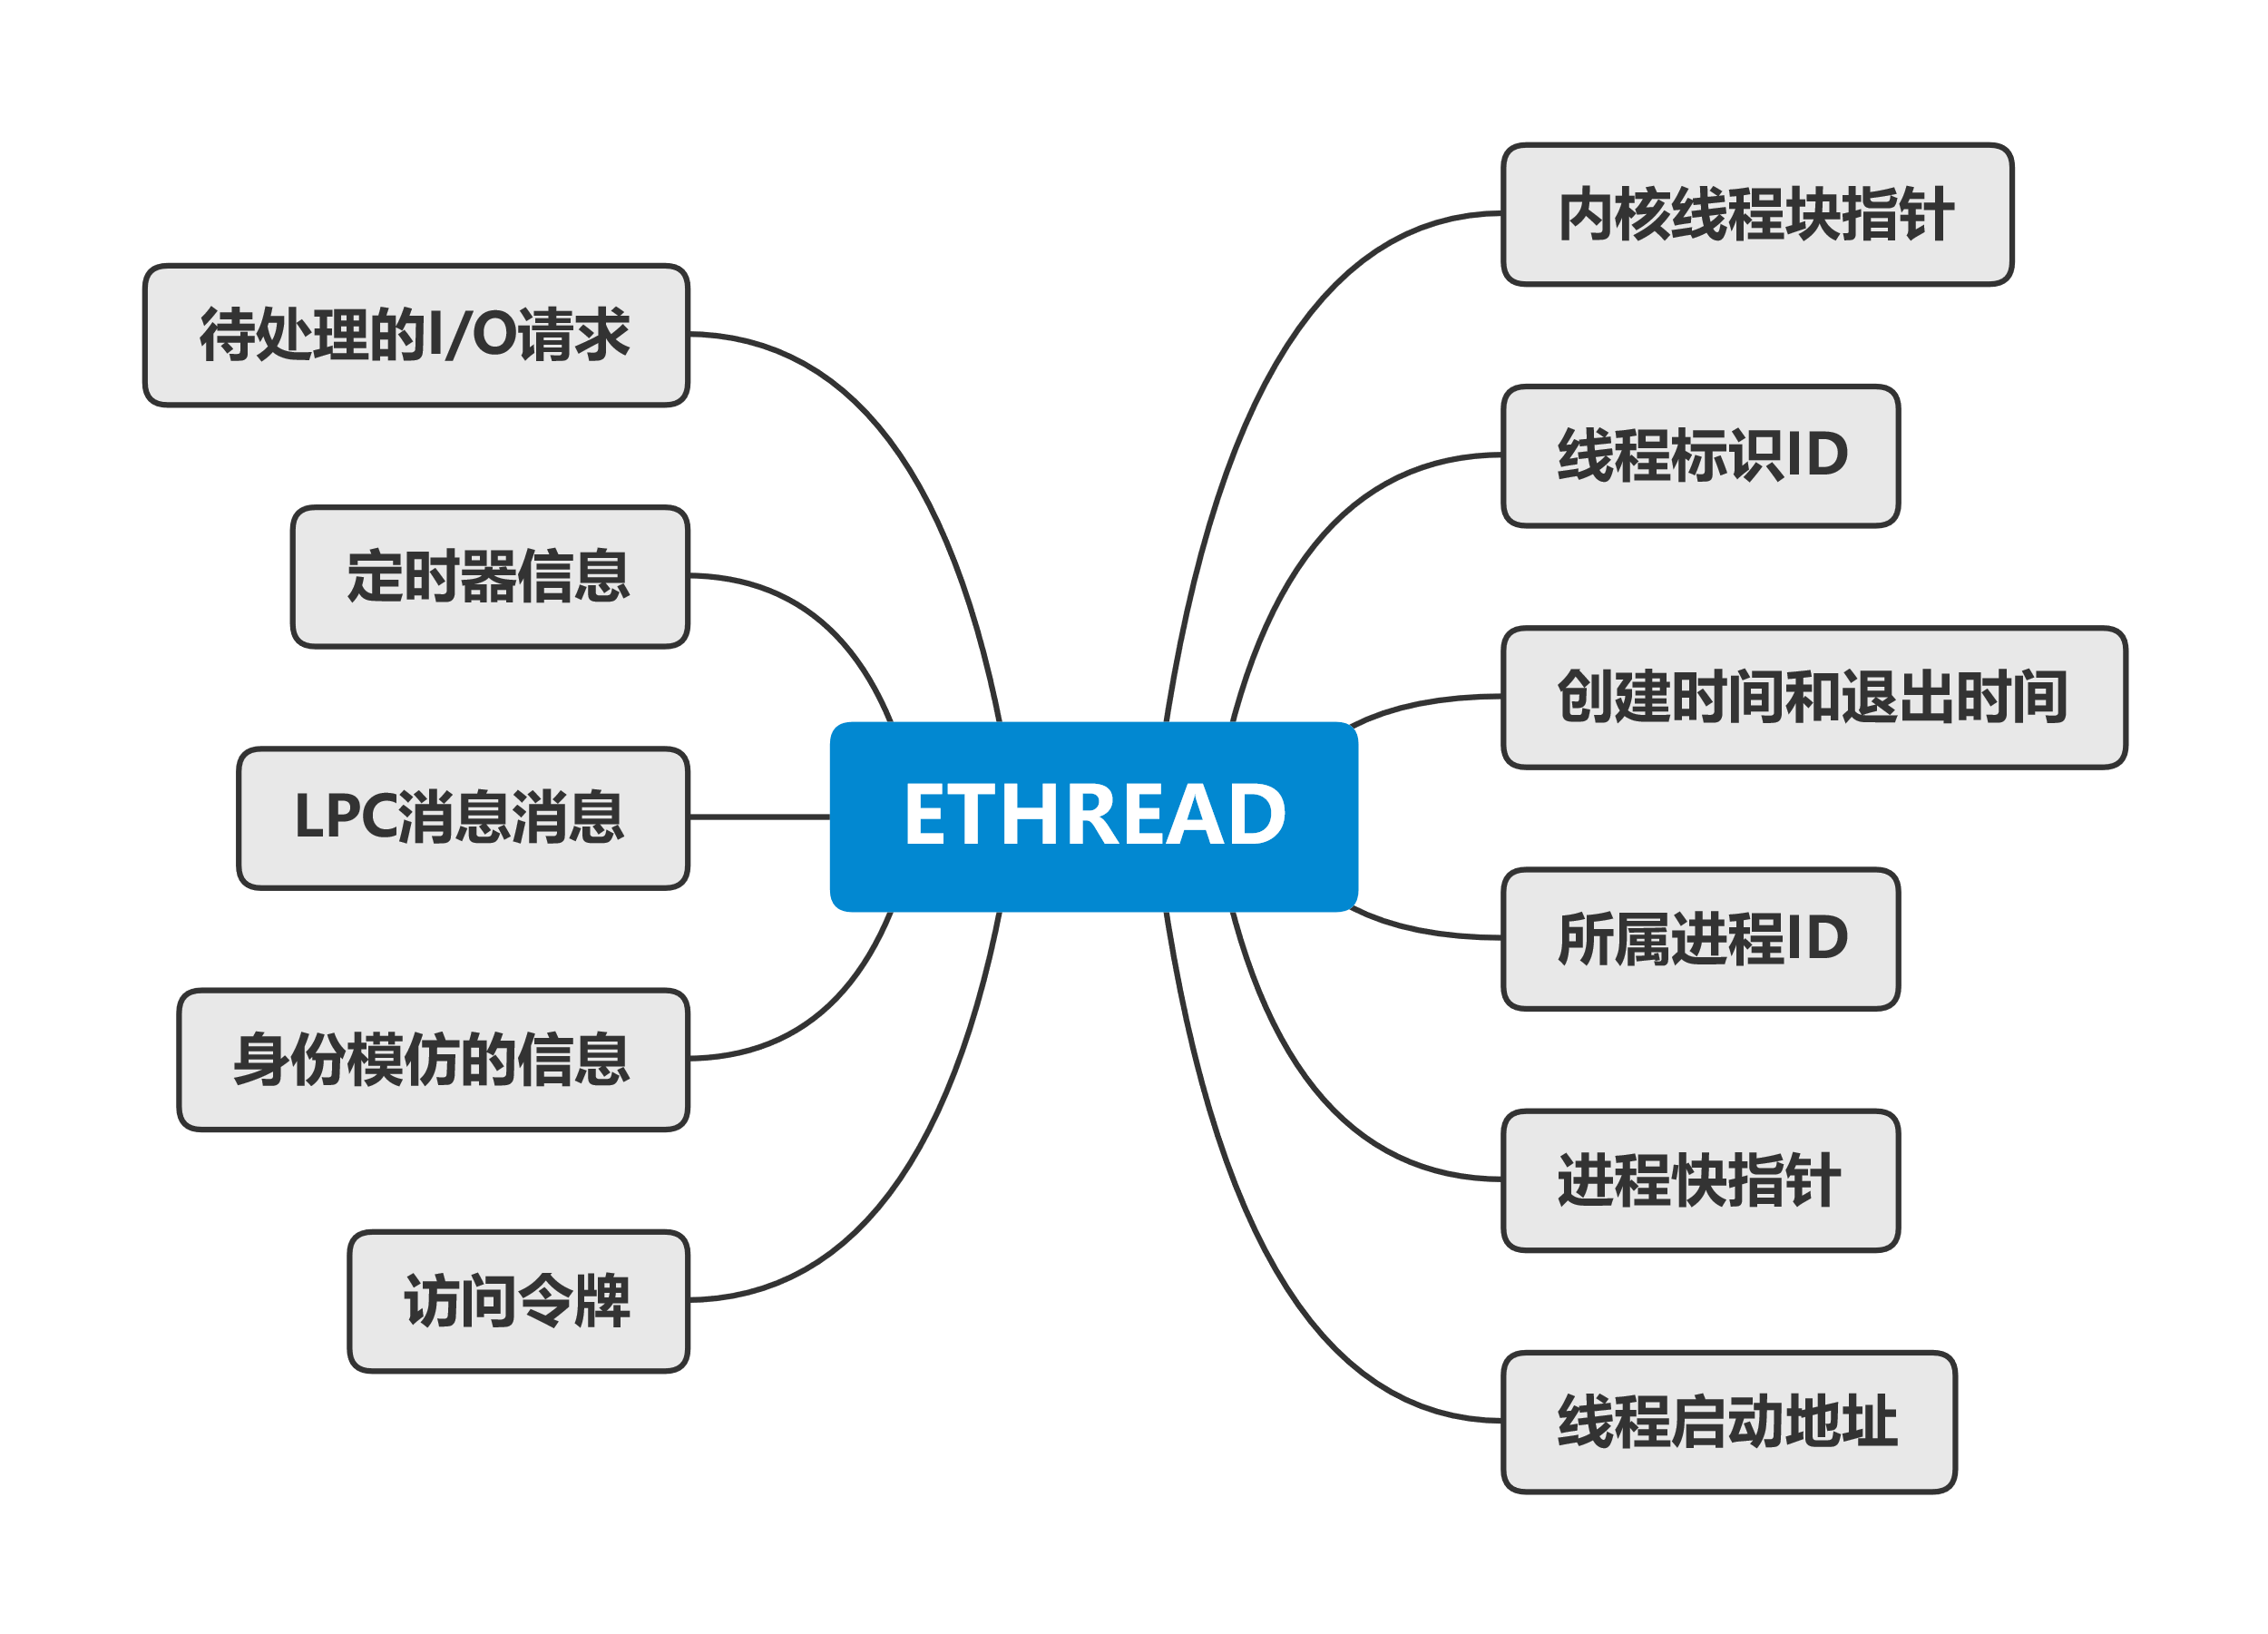 内核线程块指针
待处理的I/O请求
线程标识ID
定时器信息
创建时间和退出时间
LPC消息消息
ETHREAD
所属进程ID
身份模仿的信息
进程快指针
访问令牌
线程启动地址